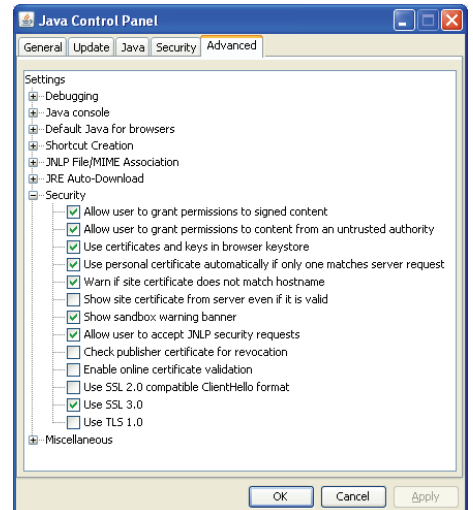 Java Control Panel
General Update Java Security Advanced
Settings
Debugging
Java console
Default Java for browsers
Shortcut Creation
JNLP File/MIME Association
JRE Auto-Download
Security
Allow user to grant permissions to signed content
Allow user to grant permissions to content from an untrusted authority
Use certificates and keys in browser keystore
Use personal certificate automatically if only one matches server request
Warn if site certificate does not match hostname
Show site certificate from server even if it is valid
Show sandbox warning banner
Allow user to accept JNLP security requests
Check publisher certificate for revocation
Enable online certificate validation
Use SSL 2.0 compatible ClientHello format
Use SSL 3.0
Use TLS 1.0
Miscellaneous
OK Cancel Apply